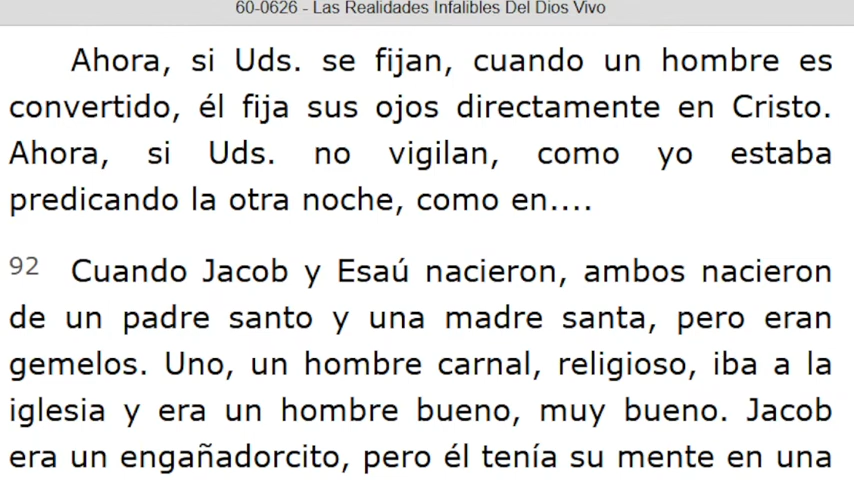 60-0626 - Las Realidades Infalibles Del Dios Vivo
Ahora, si Uds. se fijan, cuando un hombre es
convertido, él fija sus ojos directamente en Cristo.
Ahora, si Uds. no vigilan, como yo estaba
predicando la otra noche, como en....
92 Cuando Jacob y Esaú nacieron, ambos nacieron
de un padre santo y una madre santa, pero eran
gemelos. Uno, un hombre carnal, religioso, iba a la
iglesia y era un hombre bueno, muy bueno. Jacob
era un engañadorcito, pero él tenía su mente en una